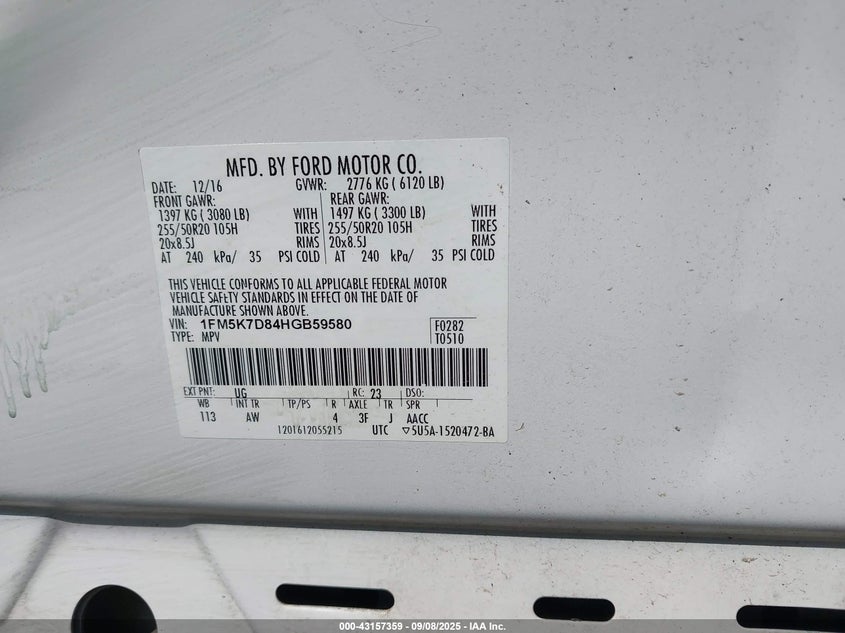 MFD. BY FORD MOTOR CO.
DATE: 12/16 GVWR: 2776 KG ( 6120 LB)
FRONT GAWR: REAR GAWR:
1397 KG ( 3080 LB) WITH 1497 KG ( 3300 LB) WITH
255/50R20 105H TIRES 255/50R20 105H TIRES
20x8.5J RIMS 20x8.5J RIMS
AT 240 kPa/ 35 PSI COLD AT 240 kPa/ 35 PSI COLD
THIS VEHICLE CONFORMS TO ALL APPLICABLE FEDERAL MOTOR
VEHICLE SAFETY STANDARDS IN EFFECT ON THE DATE OF
MANUFACTURE SHOWN ABOVE.
VIN: 1FM5K7D84HGB59580 F0282
TYPE: MPV T0510
EXT PNT: UG RC: 23 DSO:
WB INT TR TP/PS R AXLE TR SPR
113 AW 4 3F J AACC
1201612055215 UTC ▽5U5A-1520472-BA
000-43157359 - 09/08/2025 - IAA Inc.